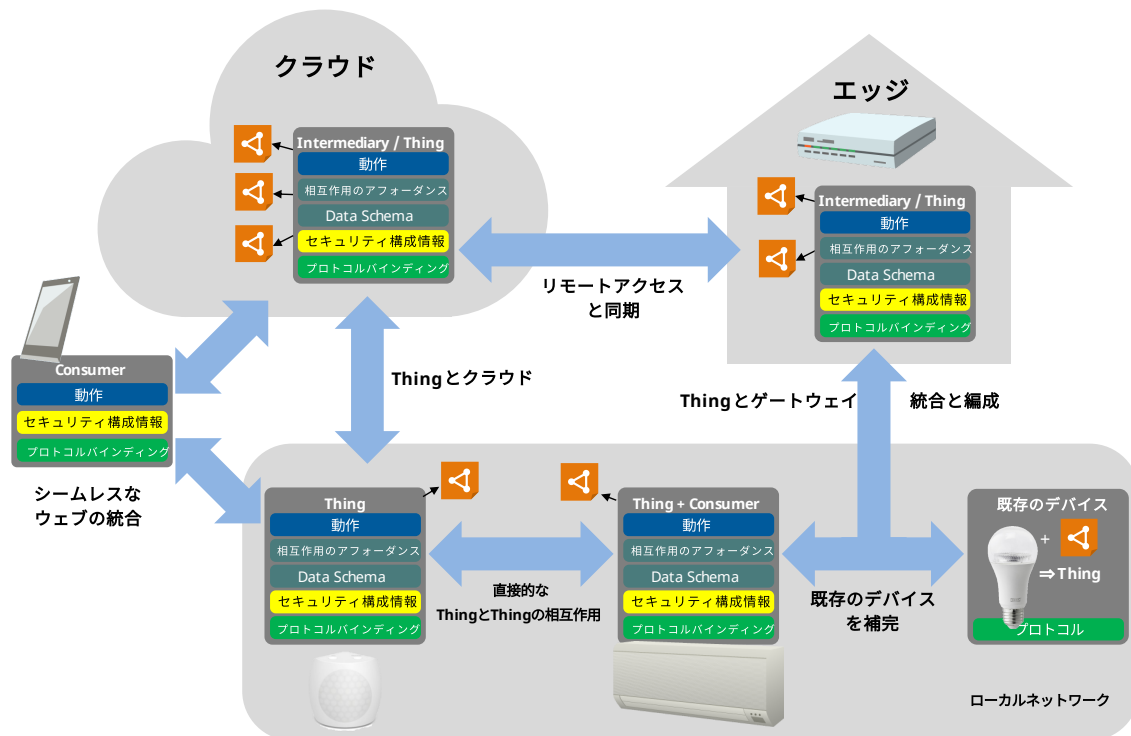 クラウド
Intermediary / Thing
動作
相互作用のアフォーダンス
Data Schema
セキュリティ構成情報
プロトコルバインディング
エッジ
Intermediary / Thing
動作
相互作用のアフォーダンス
Data Schema
セキュリティ構成情報
プロトコルバインディング
リモートアクセス
と同期
Consumer
動作
セキュリティ構成情報
プロトコルバインディング
シームレスな
ウェブの統合
Thingとクラウド
Thingとゲートウェイ
統合と編成
Thing
動作
相互作用のアフォーダンス
Data Schema
セキュリティ構成情報
プロトコルバインディング
直接的な
ThingとThingの相互作用
Thing + Consumer
動作
相互作用のアフォーダンス
Data Schema
セキュリティ構成情報
プロトコルバインディング
既存のデバイス
を補完
既存のデバイス
+
⇒Thing
プロトコル
ローカルネットワーク